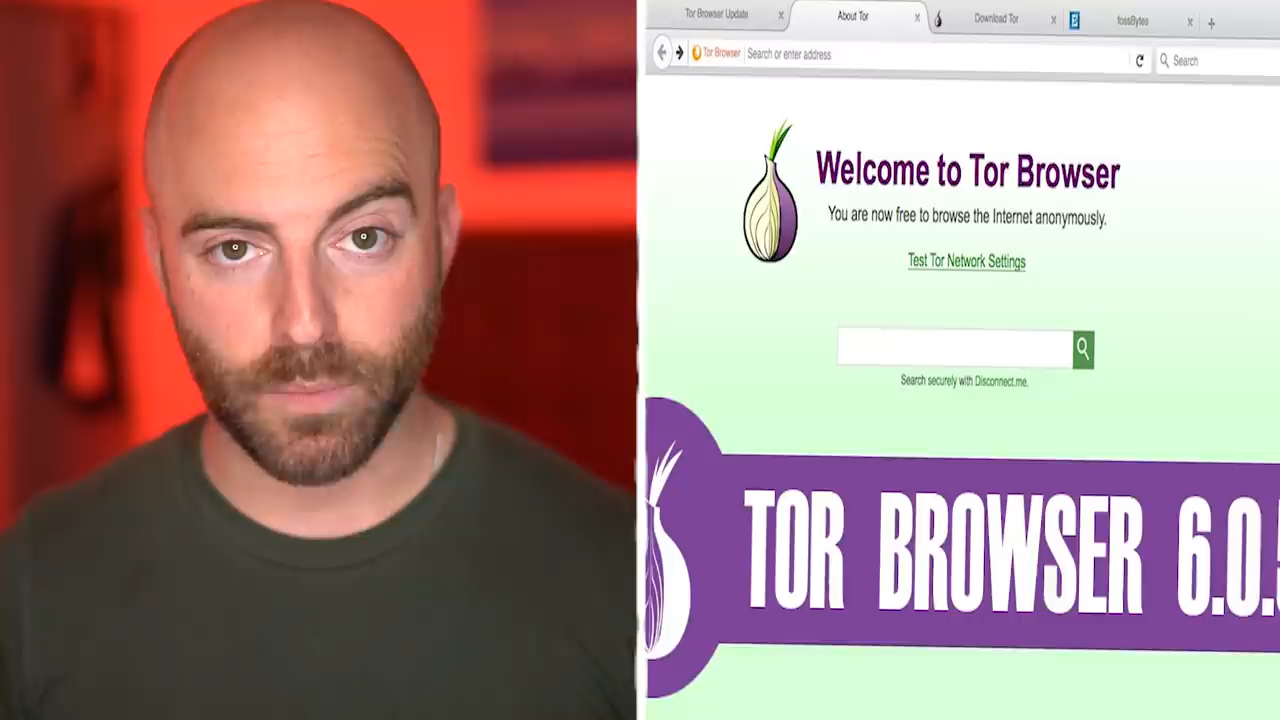 Tor Browser Update
About Tor
Download Tor
fossBytes
Tor Browser
Search or enter address
Search
Welcome to Tor Browser
You are now free to browse the Internet anonymously.
Test Tor Network Settings
Search securely with Disconnect.me.
TOR BROWSER 6.0.5